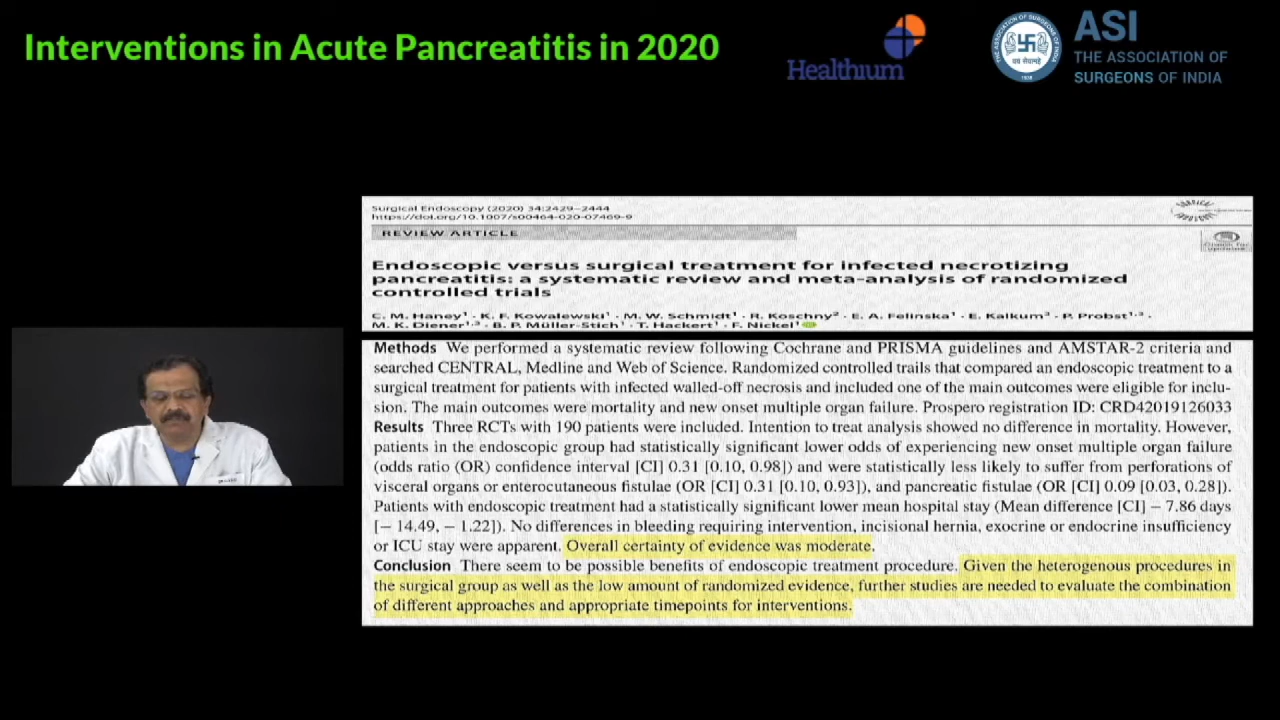 Interventions in Acute Pancreatitis in 2020
Healthium
ASI
THE ASSOCIATION OF
SURGEONS OF INDIA
Surgical Endoscopy (2020) 34:2429–2444
https://doi.org/10.1007/s00464-020-07469-9
REVIEW ARTICLE
Endoscopic versus surgical treatment for infected necrotizing
pancreatitis: a systematic review and meta-analysis of randomized
controlled trials
C. M. Haney¹ · K. F. Kowalewski¹ · M. W. Schmidt¹ · R. Koschny² · E. A. Felinska¹ · E. Kalkum³ · P. Probst¹·³ ·
M. K. Diener¹·³ · B. P. Müller-Stich¹ · T. Hackert¹ · F. Nickel¹
Methods We performed a systematic review following Cochrane and PRISMA guidelines and AMSTAR-2 criteria and
searched CENTRAL, Medline and Web of Science. Randomized controlled trails that compared an endoscopic treatment to a
surgical treatment for patients with infected walled-off necrosis and included one of the main outcomes were eligible for inclu-
sion. The main outcomes were mortality and new onset multiple organ failure. Prospero registration ID: CRD42019126033
Results Three RCTs with 190 patients were included. Intention to treat analysis showed no difference in mortality. However,
patients in the endoscopic group had statistically significant lower odds of experiencing new onset multiple organ failure
(odds ratio (OR) confidence interval [CI] 0.31 [0.10, 0.98]) and were statistically less likely to suffer from perforations of
visceral organs or enterocutaneous fistulae (OR [CI] 0.31 [0.10, 0.93]), and pancreatic fistulae (OR [CI] 0.09 [0.03, 0.28]).
Patients with endoscopic treatment had a statistically significant lower mean hospital stay (Mean difference [CI] − 7.86 days
[− 14.49, − 1.22]). No differences in bleeding requiring intervention, incisional hernia, exocrine or endocrine insufficiency
or ICU stay were apparent. Overall certainty of evidence was moderate.
Conclusion There seem to be possible benefits of endoscopic treatment procedure. Given the heterogenous procedures in
the surgical group as well as the low amount of randomized evidence, further studies are needed to evaluate the combination
of different approaches and appropriate timepoints for interventions.